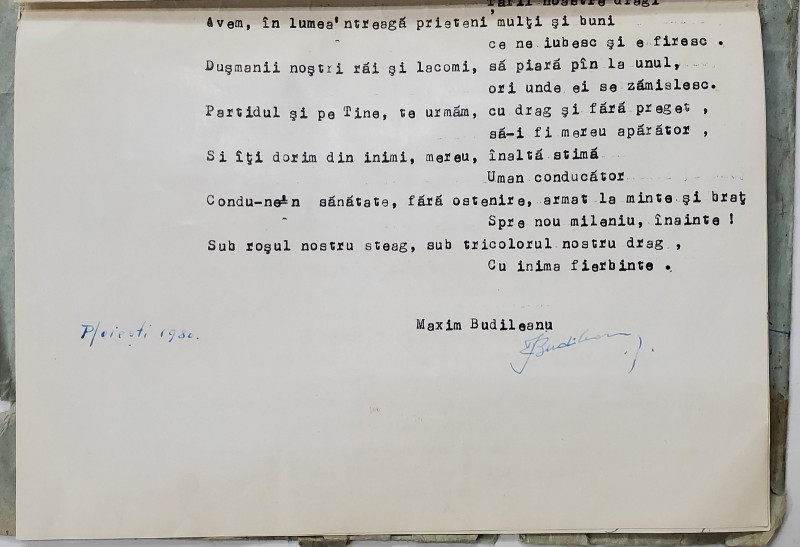 Ţării noastre dragi
Avem, în lumea'ntreagă prieteni mulţi şi buni
ce ne iubesc şi e firesc .
Duşmanii noştri răi şi lacomi, să piară pîn la unul,
ori unde ei se zămislesc.
Partidul şi pe Tine, te urmăm, cu drag şi fără preget ,
să-i fi mereu apărător ,
Si îţi dorim din inimi, mereu, înaltă stimă
Uman conducător
Condu-ne-n sănătate, fără ostenire, armat la minte şi braţ
Spre nou mileniu, înainte !
Sub roşul nostru steag, sub tricolorul nostru drag ,
Cu inima fierbinte .
Maxim Budileanu
Ploieşti 1980.
Budileanu